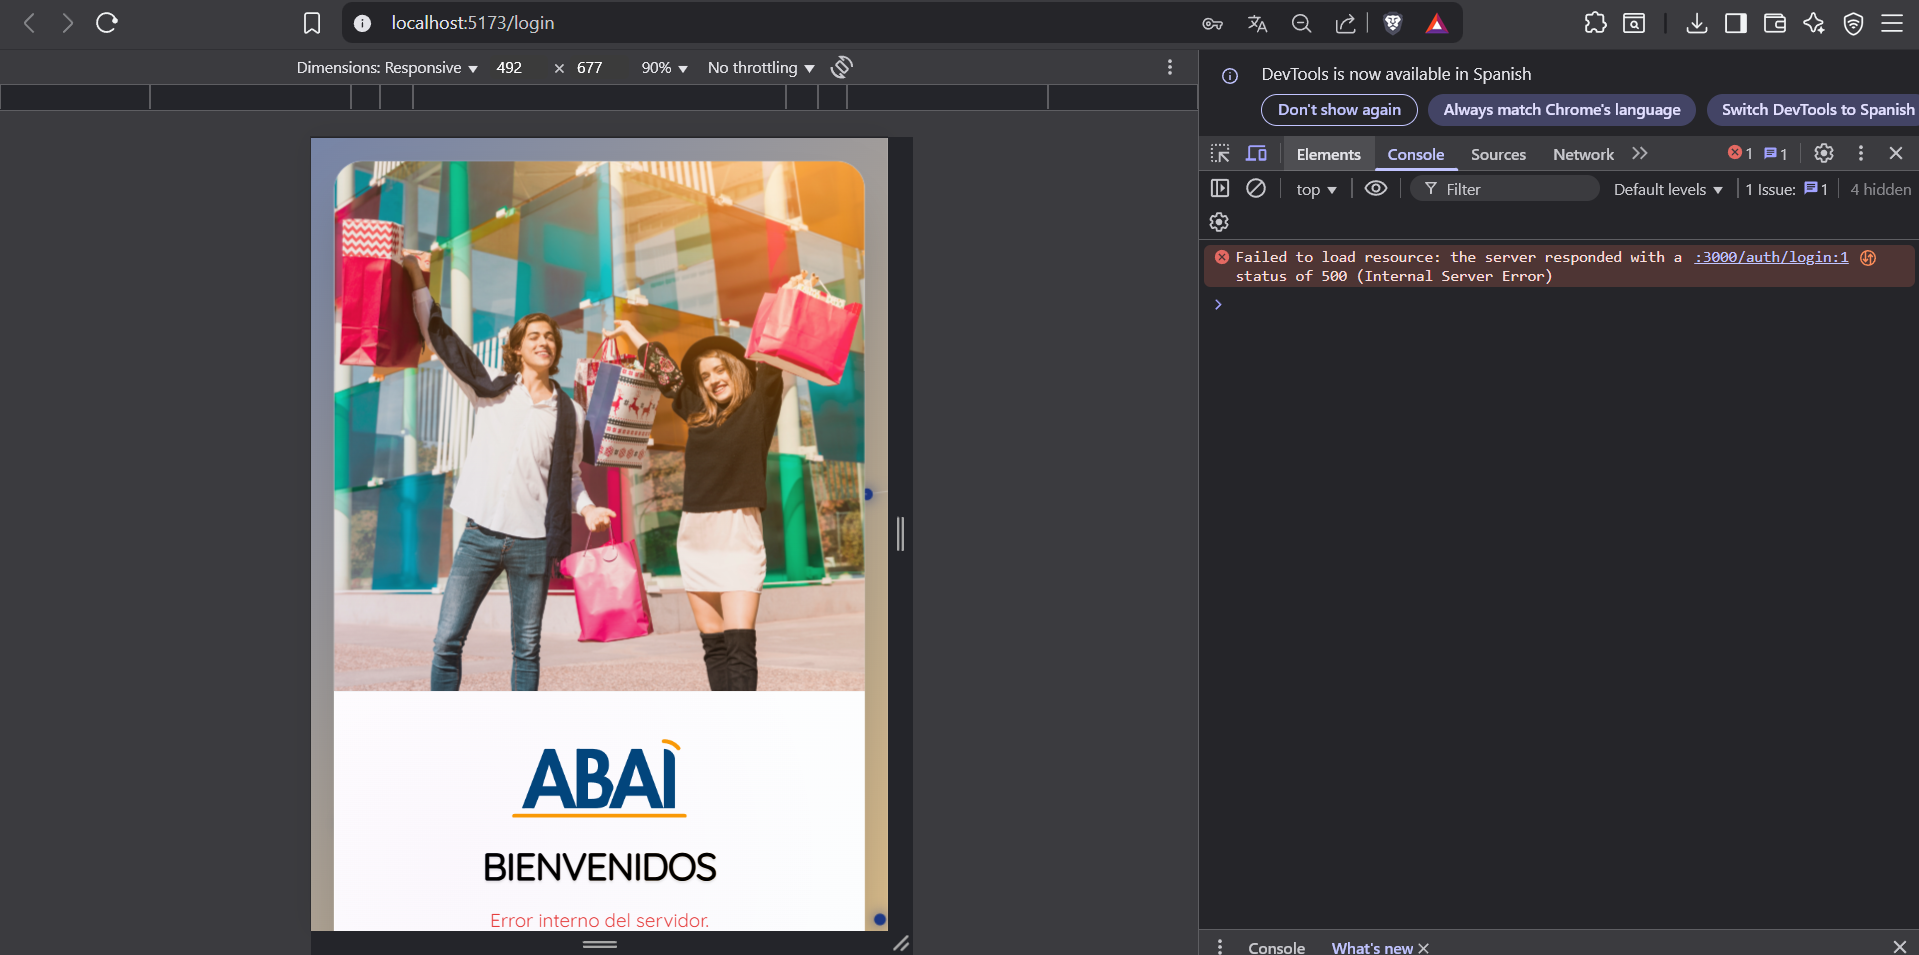 localhost:5173/login
Dimensions: Responsive 492 × 677 90% No throttling
DevTools is now available in Spanish
Don't show again Always match Chrome's language Switch DevTools to Spanish
Elements Console Sources Network 1 1
top Filter Default levels 1 Issue: 1 4 hidden
Failed to load resource: the server responded with a :3000/auth/login:1
status of 500 (Internal Server Error)
ABAI
BIENVENIDOS
Error interno del servidor.
Console What's new